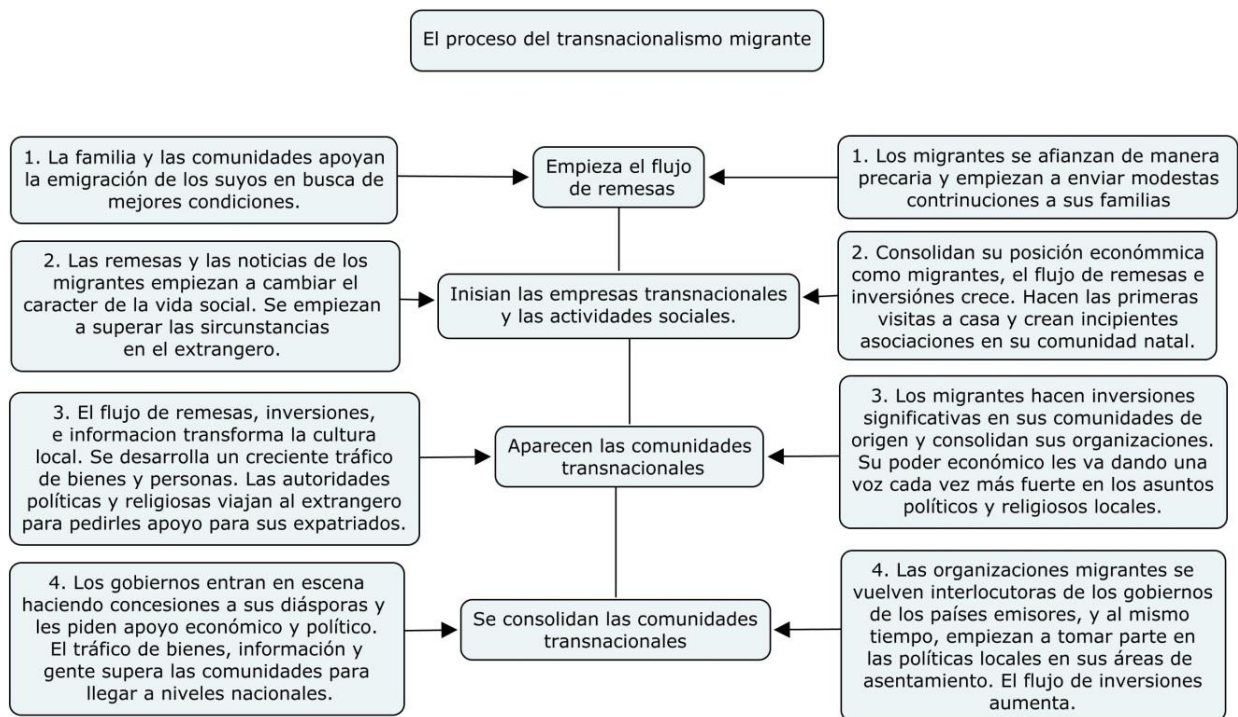 El proceso del transnacionalismo migrante
1. La familia y las comunidades apoyan
la emigración de los suyos en busca de
mejores condiciones.
Empieza el flujo
de remesas
1. Los migrantes se afianzan de manera
precaria y empiezan a enviar modestas
contrinuciones a sus familias
2. Las remesas y las noticias de los
migrantes empiezan a cambiar el
caracter de la vida social. Se empiezan
a superar las sircunstancias
en el extrangero.
Inisian las empresas transnacionales
y las actividades sociales.
2. Consolidan su posición económmica
como migrantes, el flujo de remesas e
inversiónes crece. Hacen las primeras
visitas a casa y crean incipientes
asociaciones en su comunidad natal.
3. El flujo de remesas, inversiones,
e informacion transforma la cultura
local. Se desarrolla un creciente tráfico
de bienes y personas. Las autoridades
políticas y religiosas viajan al extrangero
para pedirles apoyo para sus expatriados.
Aparecen las comunidades
transnacionales
3. Los migrantes hacen inversiones
significativas en sus comunidades de
origen y consolidan sus organizaciones.
Su poder económico les va dando una
voz cada vez más fuerte en los asuntos
políticos y religiosos locales.
4. Los gobiernos entran en escena
haciendo concesiones a sus diásporas y
les piden apoyo económico y político.
El tráfico de bienes, información y
gente supera las comunidades para
llegar a niveles nacionales.
Se consolidan las comunidades
transnacionales
4. Las organizaciones migrantes se
vuelven interlocutoras de los gobiernos
de los países emisores, y al mismo
tiempo, empiezan a tomar parte en
las políticas locales en sus áreas de
asentamiento. El flujo de inversiones
aumenta.